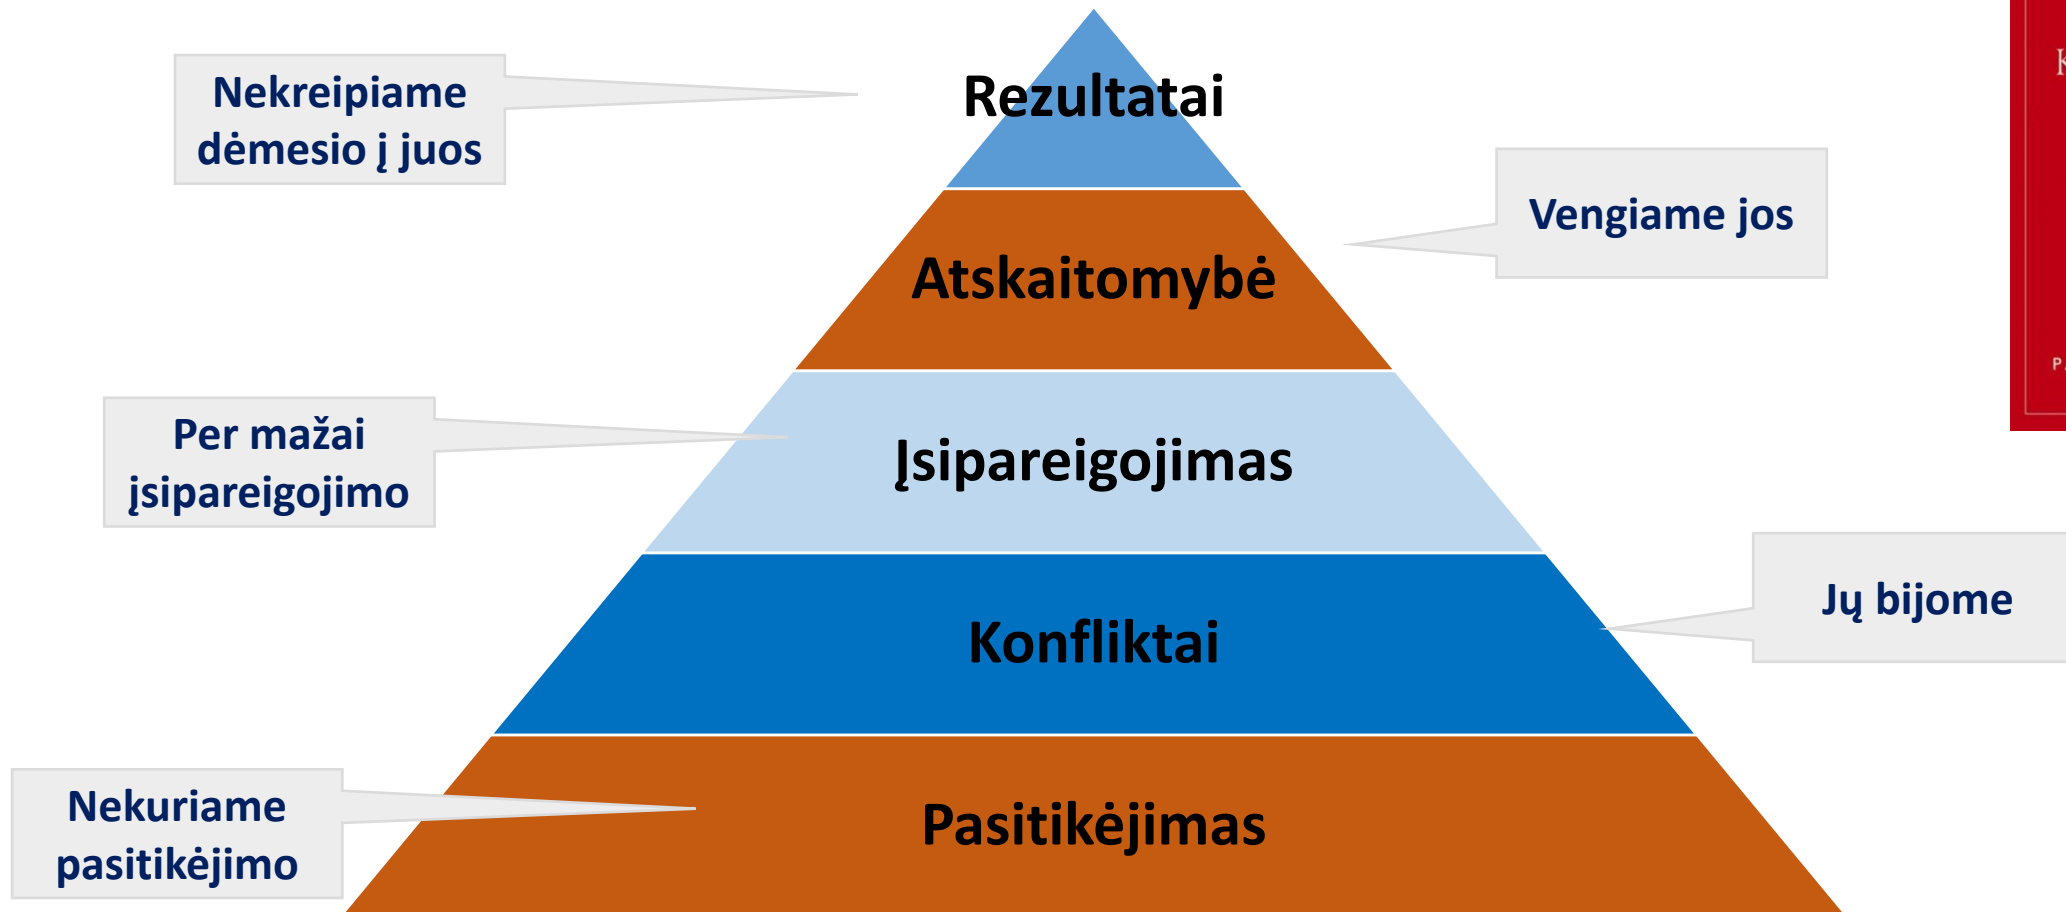 Nekreipiame
dėmesio į juos
Rezultatai
Vengiame jos
Atskaitomybė
Per mažai
įsipareigojimo
Įsipareigojimas
Jų bijome
Konfliktai
Nekuriame
pasitikėjimo
Pasitikėjimas